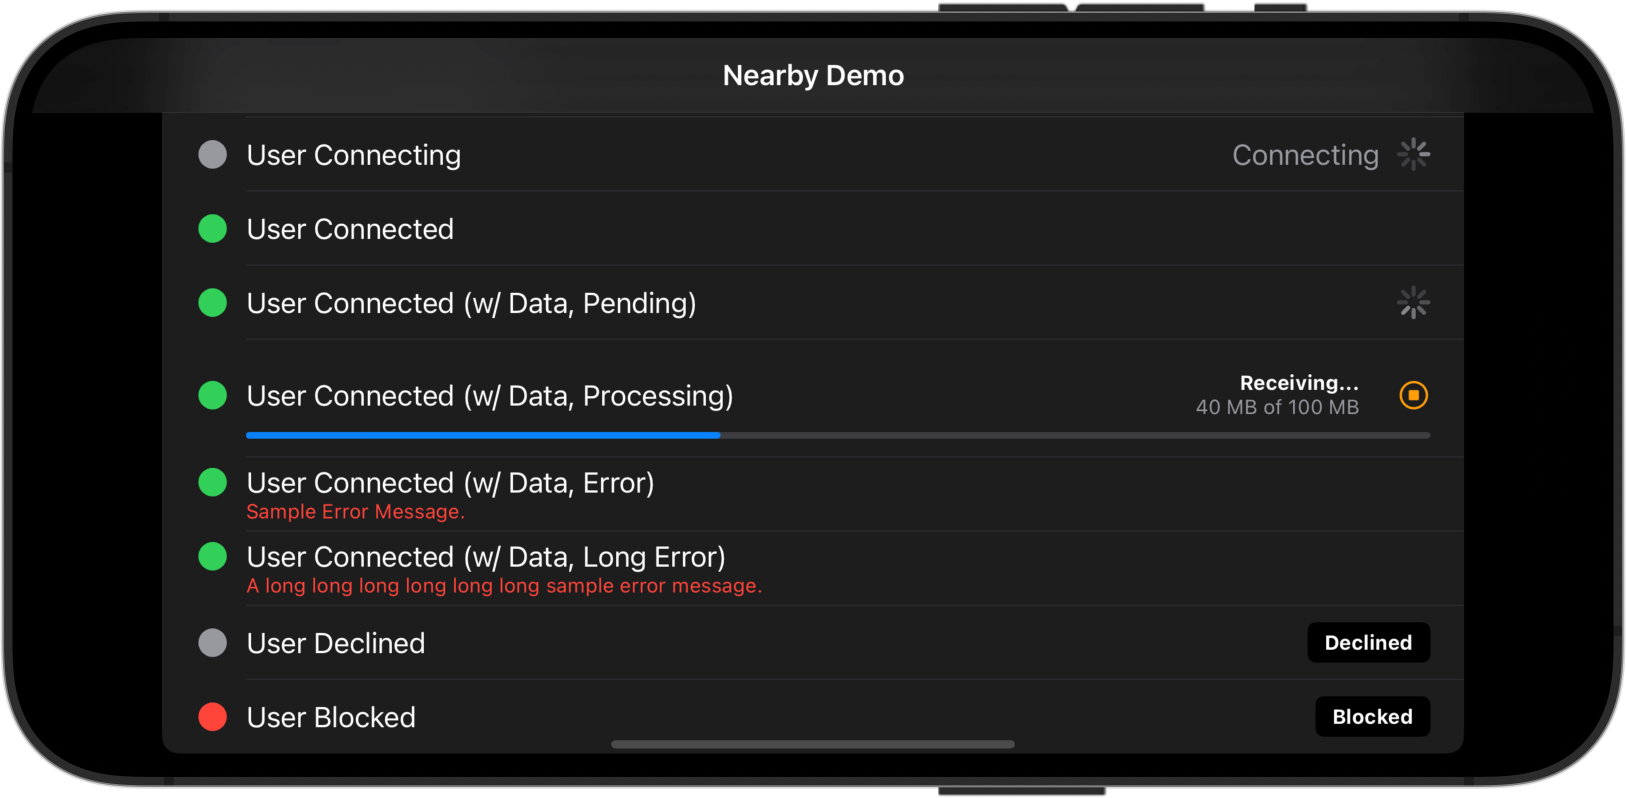 Nearby Demo
User Connecting
Connecting
User Connected
User Connected (w/ Data, Pending)
User Connected (w/ Data, Processing)
Receiving...
40 MB of 100 MB
User Connected (w/ Data, Error)
Sample Error Message.
User Connected (w/ Data, Long Error)
A long long long long long long sample error message.
User Declined
Declined
User Blocked
Blocked